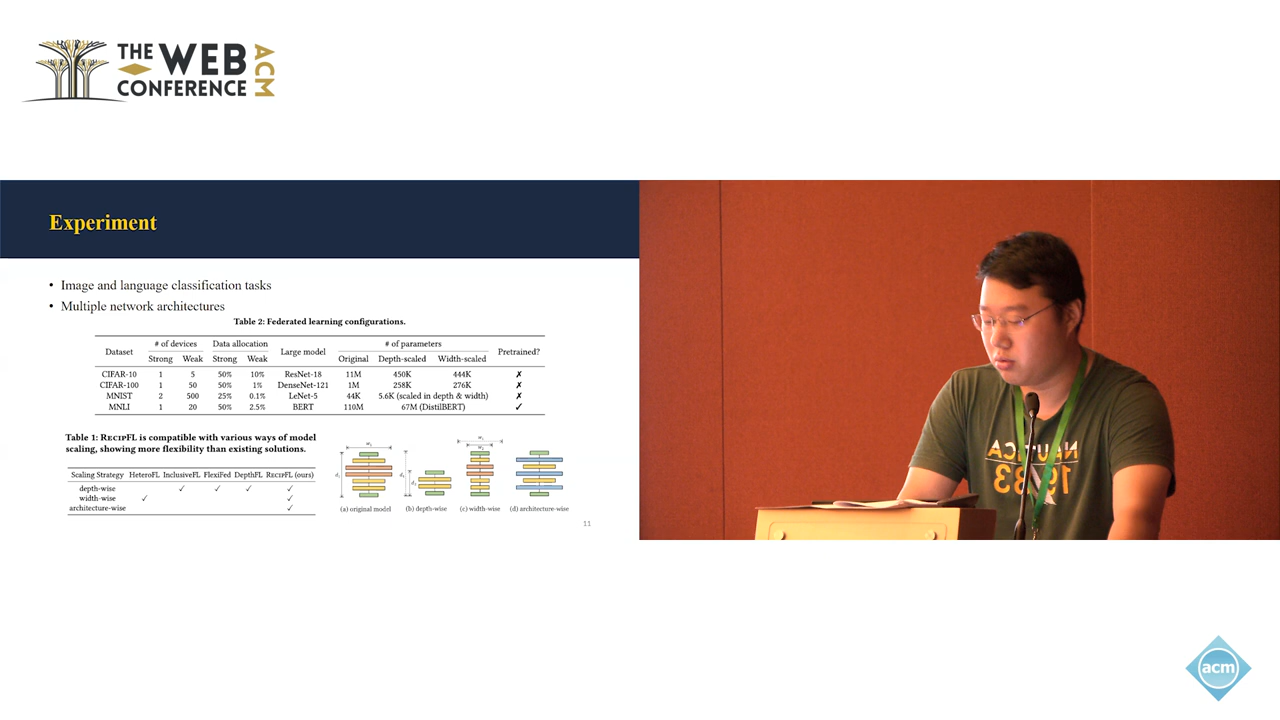 THE WEB
CONFERENCE
ACM
Experiment
• Image and language classification tasks
• Multiple network architectures
Table 2: Federated learning configurations.
Dataset # of devices Data allocation Large model # of parameters Pretrained?
Strong Weak Strong Weak Original Depth-scaled Width-scaled
CIFAR-10 1 5 50% 10% ResNet-18 11M 450K 444K ✗
CIFAR-100 1 50 50% 1% DenseNet-121 1M 258K 276K ✗
MNIST 2 500 25% 0.1% LeNet-5 44K 5.6K (scaled in depth & width) ✗
MNLI 1 20 50% 2.5% BERT 110M 67M (DistilBERT) ✓
Table 1: RECIPFL is compatible with various ways of model
scaling, showing more flexibility than existing solutions.
Scaling Strategy HeteroFL InclusiveFL FlexiFed DepthFL RECIPFL (ours)
depth-wise ✓ ✓ ✓ ✓
width-wise ✓ ✓
architecture-wise ✓
(a) original model (b) depth-wise (c) width-wise (d) architecture-wise
11
NAUTICA
1983
acm